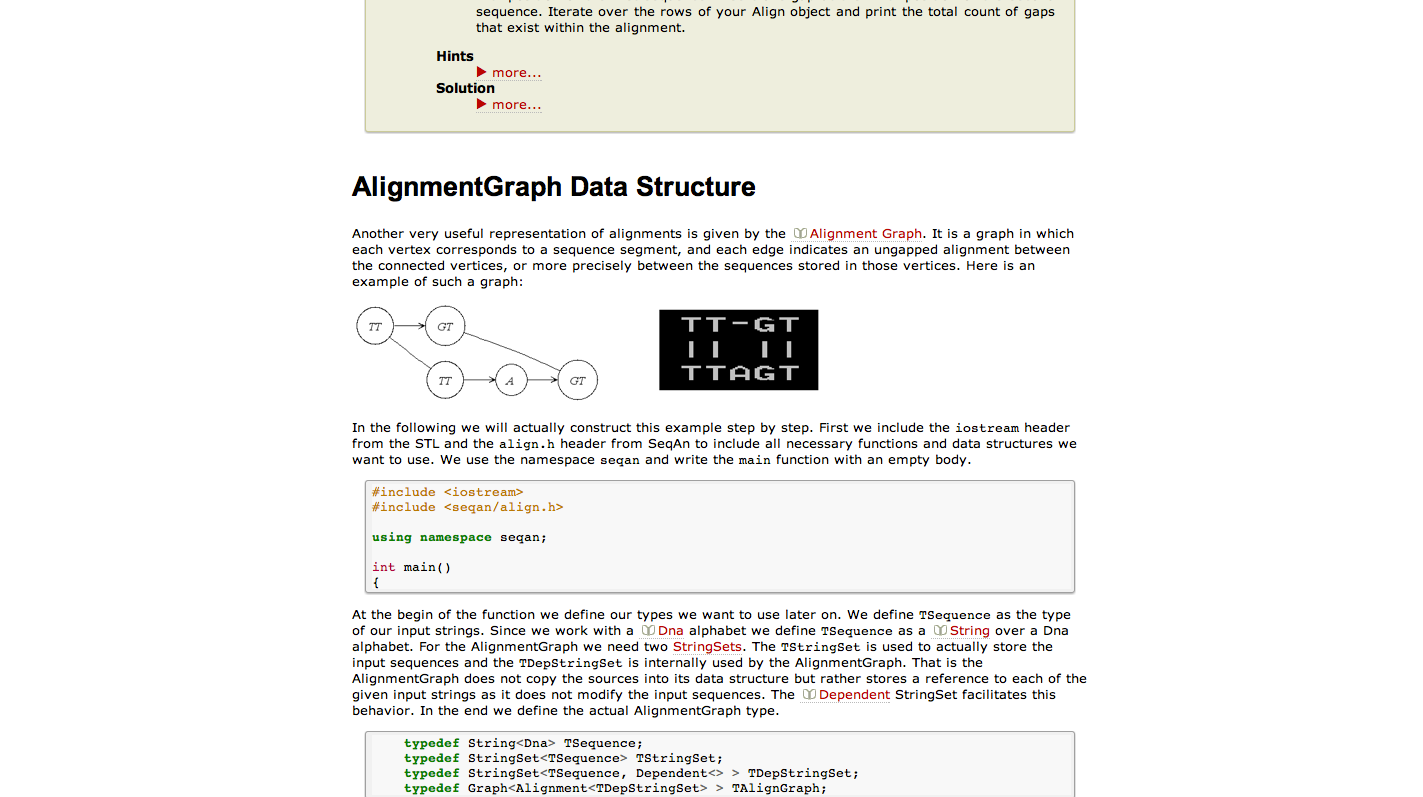 sequence. Iterate over the rows of your Align object and print the total count of gaps
that exist within the alignment.
Hints
more...
Solution
more...
AlignmentGraph Data Structure
Another very useful representation of alignments is given by the Alignment Graph. It is a graph in which
each vertex corresponds to a sequence segment, and each edge indicates an ungapped alignment between
the connected vertices, or more precisely between the sequences stored in those vertices. Here is an
example of such a graph:
TT GT
TT A GT
TT-GT
|| ||
TTAGT
In the following we will actually construct this example step by step. First we include the iostream header
from the STL and the align.h header from SeqAn to include all necessary functions and data structures we
want to use. We use the namespace seqan and write the main function with an empty body.
#include <iostream>
#include <seqan/align.h>
using namespace seqan;
int main()
{
At the begin of the function we define our types we want to use later on. We define TSequence as the type
of our input strings. Since we work with a Dna alphabet we define TSequence as a String over a Dna
alphabet. For the AlignmentGraph we need two StringSets. The TStringSet is used to actually store the
input sequences and the TDepStringSet is internally used by the AlignmentGraph. That is the
AlignmentGraph does not copy the sources into its data structure but rather stores a reference to each of the
given input strings as it does not modify the input sequences. The Dependent StringSet facilitates this
behavior. In the end we define the actual AlignmentGraph type.
typedef String<Dna> TSequence;
typedef StringSet<TSequence> TStringSet;
typedef StringSet<TSequence, Dependent<> > TDepStringSet;
typedef Graph<Alignment<TDepStringSet> > TAlignGraph;